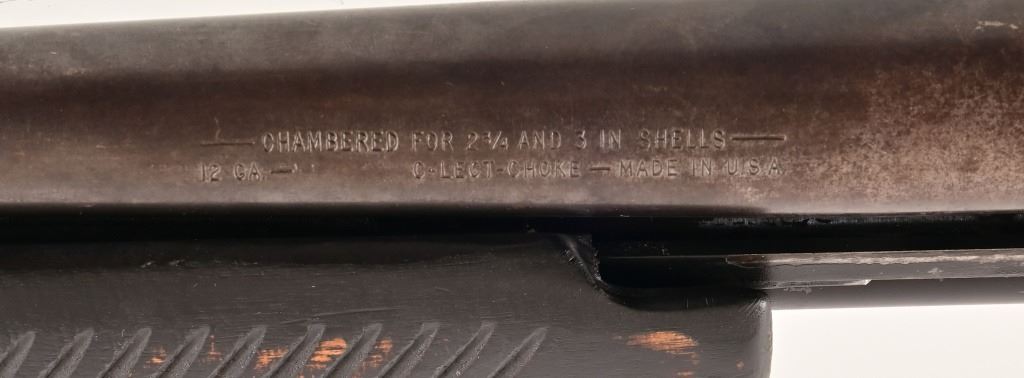 — CHAMBERED FOR 2¾ AND 3 IN SHELLS —
12 GA. — C-LECT-CHOKE — MADE IN U.S.A.